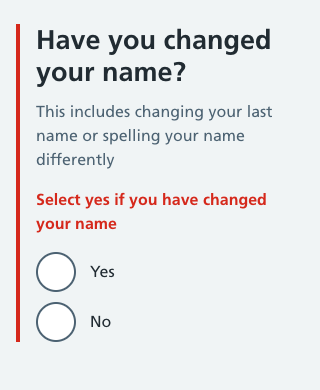 Have you changed
your name?
This includes changing your last
name or spelling your name
differently
Select yes if you have changed
your name
Yes
No